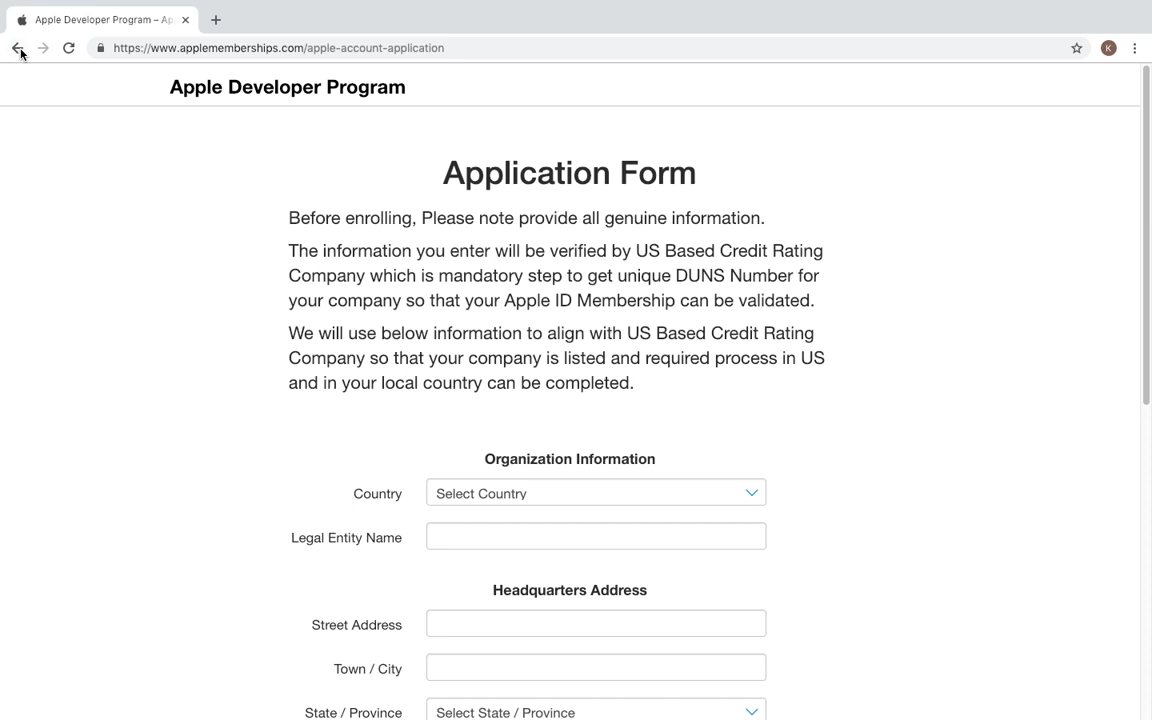 Apple Developer Program – Ap
https://www.applememberships.com/apple-account-application
K
Apple Developer Program
Application Form
Before enrolling, Please note provide all genuine information.
The information you enter will be verified by US Based Credit Rating
Company which is mandatory step to get unique DUNS Number for
your company so that your Apple ID Membership can be validated.
We will use below information to align with US Based Credit Rating
Company so that your company is listed and required process in US
and in your local country can be completed.
Organization Information
Country Select Country
Legal Entity Name
Headquarters Address
Street Address
Town / City
State / Province Select State / Province